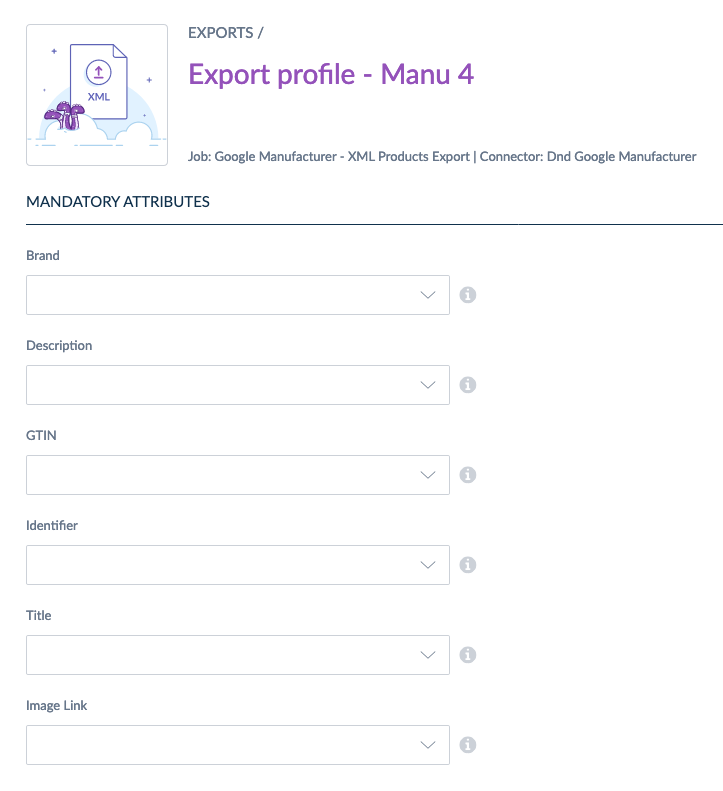 XML
EXPORTS /
Export profile - Manu 4
Job: Google Manufacturer - XML Products Export | Connector: Dnd Google Manufacturer
MANDATORY ATTRIBUTES
Brand
Description
GTIN
Identifier
Title
Image Link